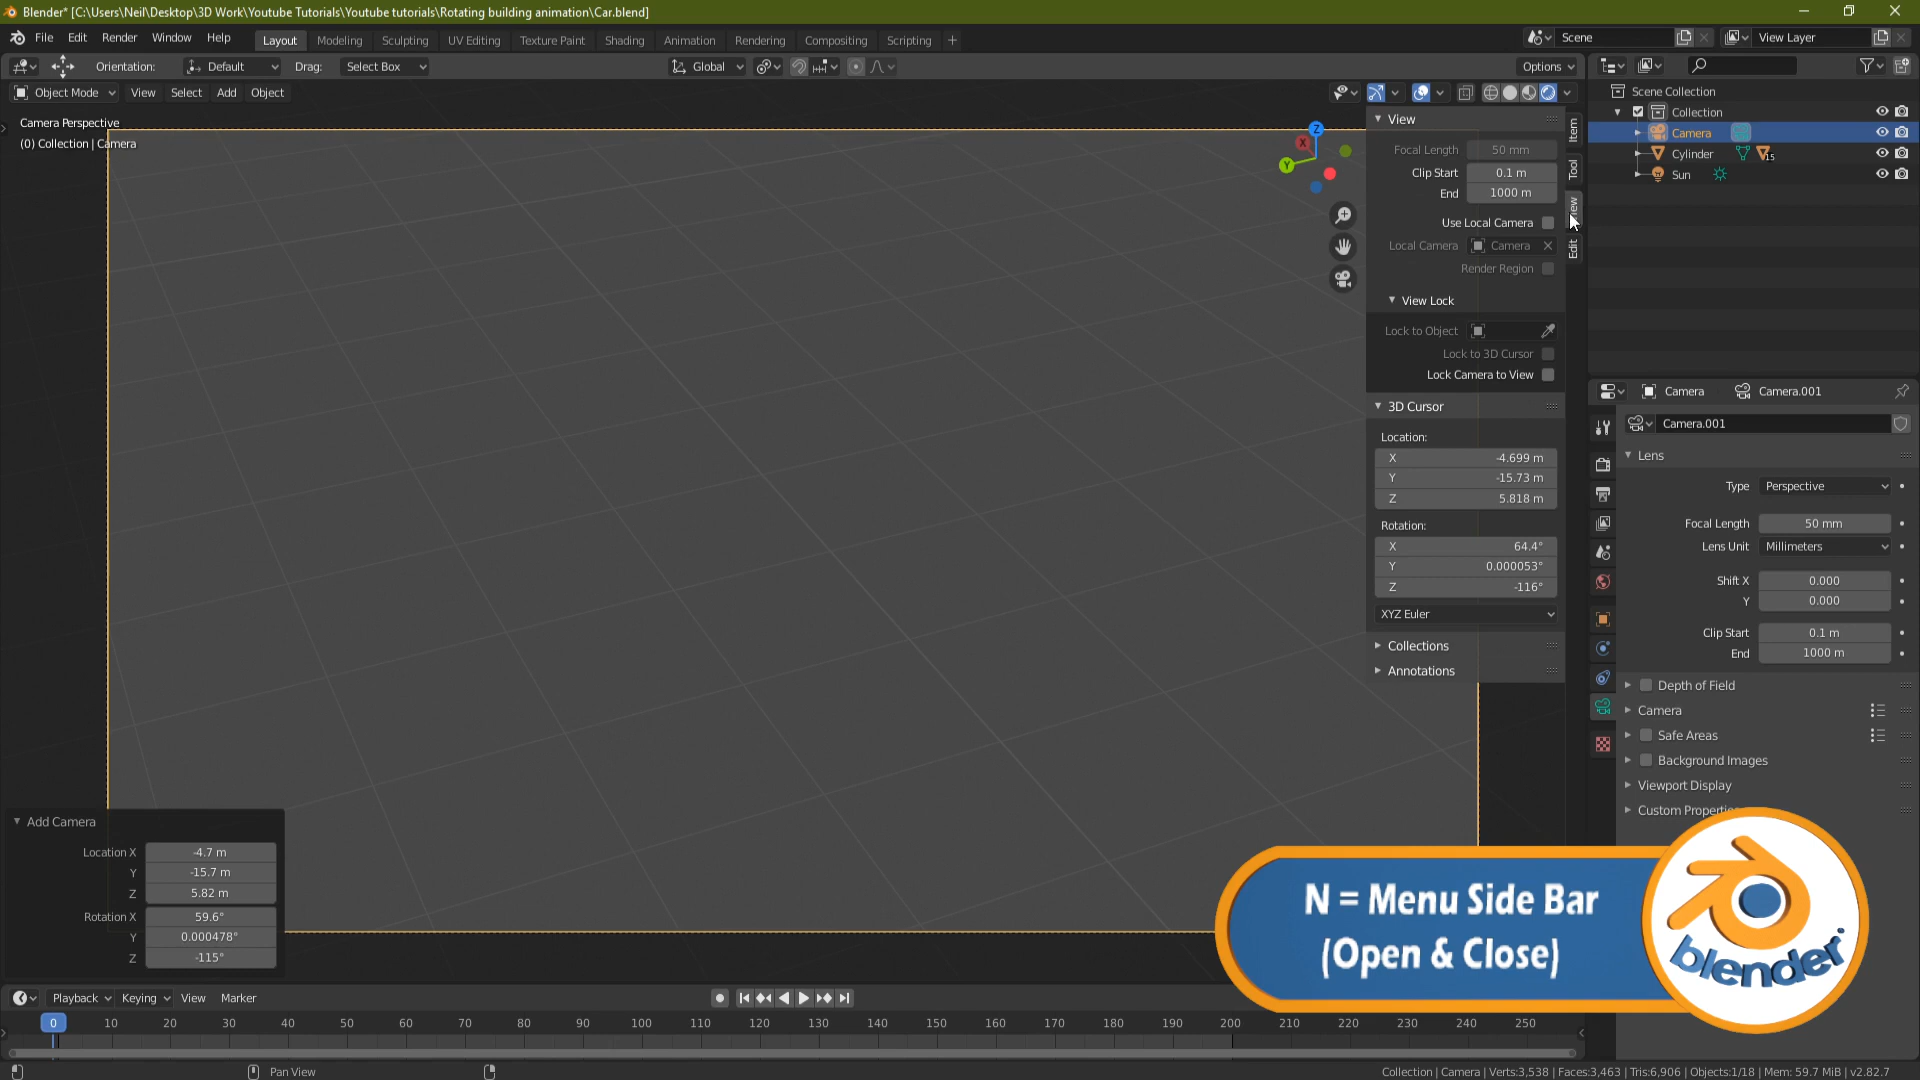 Blender* [C:\Users\Neil\Desktop\3D Work\Youtube Tutorials\Youtube tutorials\Rotating building animation\Car.blend]
File Edit Render Window Help Layout Modeling Sculpting UV Editing Texture Paint Shading Animation Rendering Compositing Scripting + Scene View Layer
Orientation: Default Drag: Select Box Global Options
Object Mode View Select Add Object
Camera Perspective
(0) Collection | Camera
Z
X
Y
View
Focal Length 50 mm
Clip Start 0.1 m
End 1000 m
Use Local Camera
Local Camera Camera
Render Region
View Lock
Lock to Object
Lock to 3D Cursor
Lock Camera to View
3D Cursor
Location:
X -4.699 m
Y -15.73 m
Z 5.818 m
Rotation:
X 64.4°
Y 0.000053°
Z -116°
XYZ Euler
Collections
Annotations
Item
Tool
Edit
Scene Collection
Collection
Camera
Cylinder 15
Sun
Camera Camera.001
Camera.001
Lens
Type Perspective
Focal Length 50 mm
Lens Unit Millimeters
Shift X 0.000
Y 0.000
Clip Start 0.1 m
End 1000 m
Depth of Field
Camera
Safe Areas
Background Images
Viewport Display
Custom
Add Camera
Location X -4.7 m
Y -15.7 m
Z 5.82 m
Rotation X 59.6°
Y 0.000478°
Z -115°
N = Menu Side Bar
(Open & Close)
blender
Playback Keying View Marker
0 10 20 30 40 50 60 70 80 90 100 110 120 130 140 150 160 170 180 190 200 210 220 230 240 250
Pan View
Collection | Camera | Verts:3,538 | Faces:3,463 | Tris:6,906 | Objects:1/18 | Mem: 59.7 MiB | v2.82.7